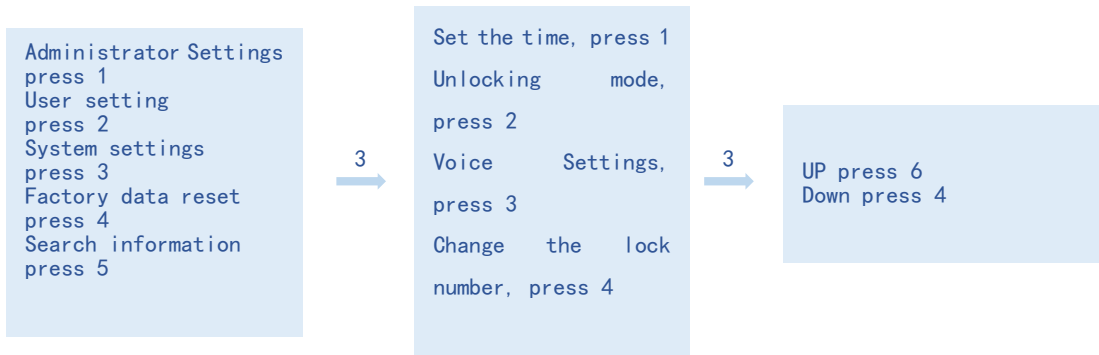 Administrator Settings
press 1
User setting
press 2
System settings
press 3
Factory data reset
press 4
Search information
press 5
3
Set the time, press 1
Unlocking mode,
press 2
Voice Settings,
press 3
Change the lock
number, press 4
3
UP press 6
Down press 4